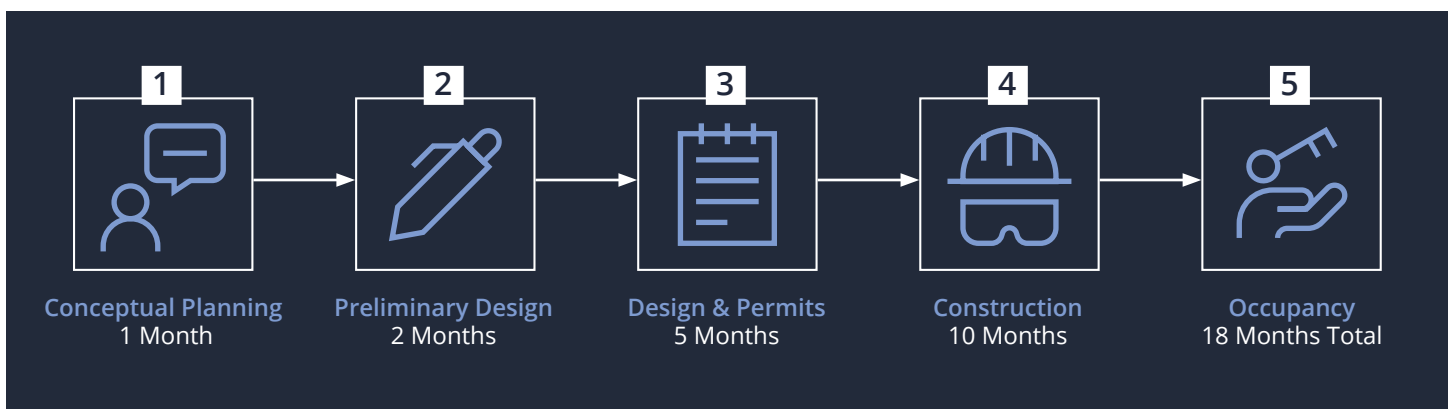 1
2
3
4
5
Conceptual Planning
1 Month
Preliminary Design
2 Months
Design & Permits
5 Months
Construction
10 Months
Occupancy
18 Months Total